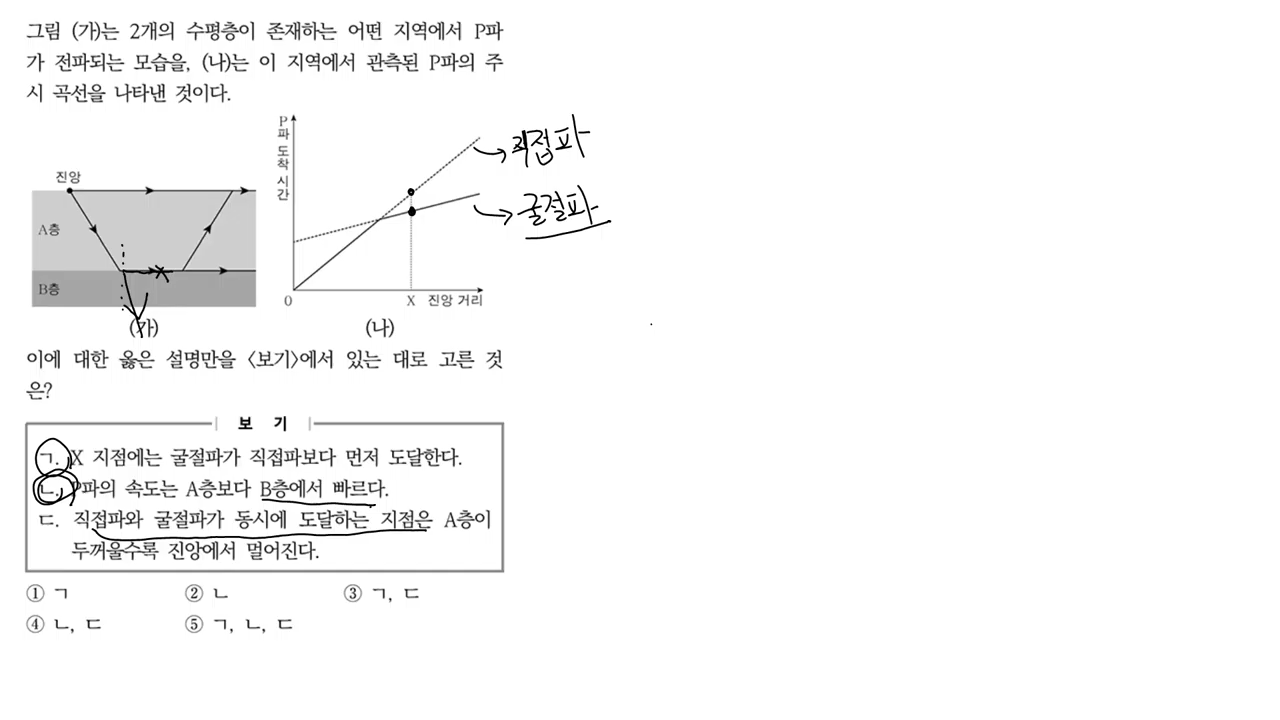 그림 (가)는 2개의 수평층이 존재하는 어떤 지역에서 P파
가 전파되는 모습을, (나)는 이 지역에서 관측된 P파의 주
시 곡선을 나타낸 것이다.
진앙
A층
B층
(가)
P파 도착 시간
직접파
굴절파
0
X
진앙 거리
(나)
이에 대한 옳은 설명만을 〈보기〉에서 있는 대로 고른 것
은?
보 기
ㄱ. X 지점에는 굴절파가 직접파보다 먼저 도달한다.
ㄴ. P파의 속도는 A층보다 B층에서 빠르다.
ㄷ. 직접파와 굴절파가 동시에 도달하는 지점은 A층이
두꺼울수록 진앙에서 멀어진다.
① ㄱ ② ㄴ ③ ㄱ, ㄷ
④ ㄴ, ㄷ ⑤ ㄱ, ㄴ, ㄷ